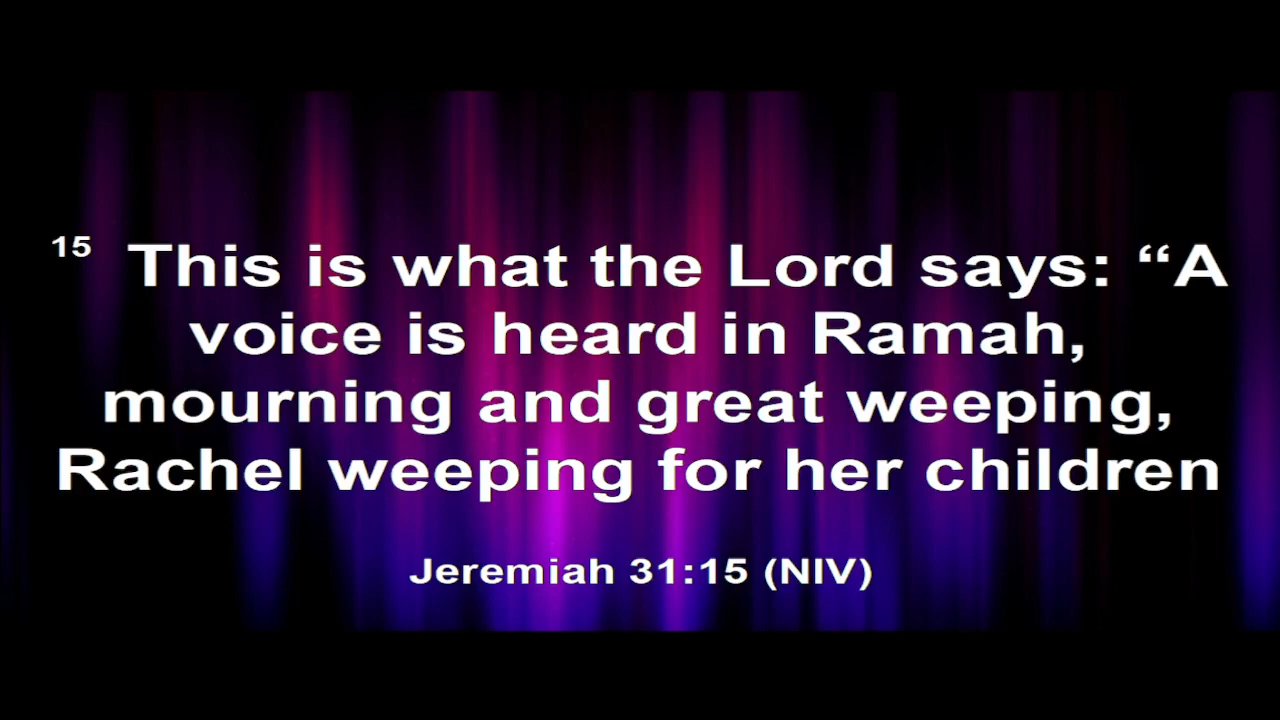 15 This is what the Lord says: “A
voice is heard in Ramah,
mourning and great weeping,
Rachel weeping for her children
Jeremiah 31:15 (NIV)